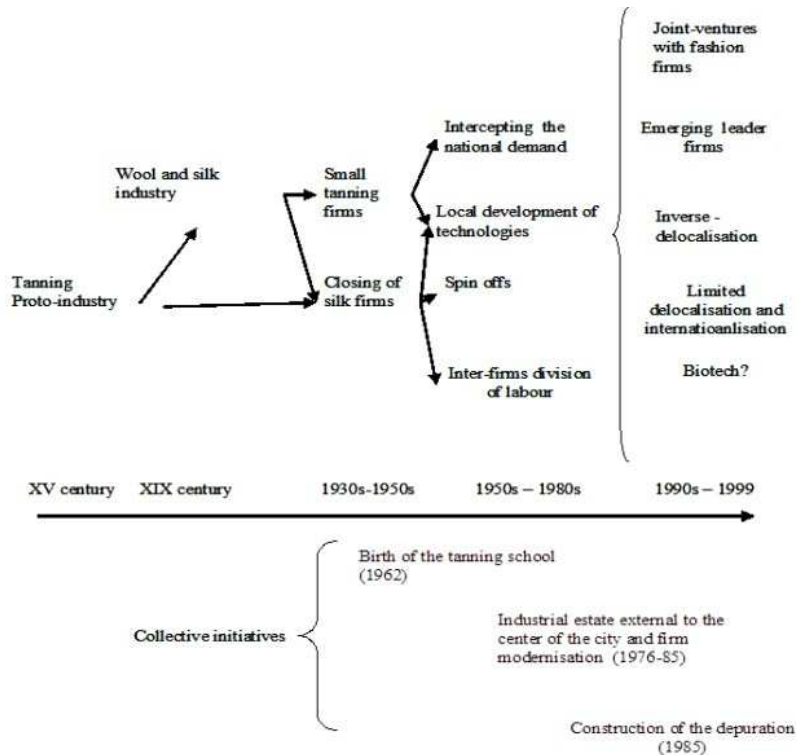 Joint-ventures
with fashion
firms
Intercepting the
national demand
Emerging leader
firms
Wool and silk
industry
Small
tanning
firms
Local development of
technologies
Inverse -
delocalisation
Tanning
Proto-industry
Closing of
silk firms
Spin offs
Limited
delocalisation and
internatioanlisation
Inter-firms division
of labour
Biotech?
XV century XIX century 1930s-1950s 1950s – 1980s 1990s – 1999
Birth of the tanning school
(1962)
Collective initiatives
Industrial estate external to the
center of the city and firm
modernisation (1976-85)
Construction of the depuration
(1985)